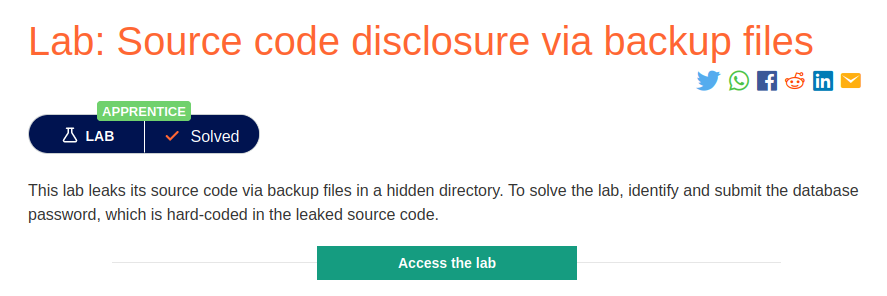 Lab: Source code disclosure via backup files
APPRENTICE
LAB
Solved
This lab leaks its source code via backup files in a hidden directory. To solve the lab, identify and submit the database
password, which is hard-coded in the leaked source code.
Access the lab